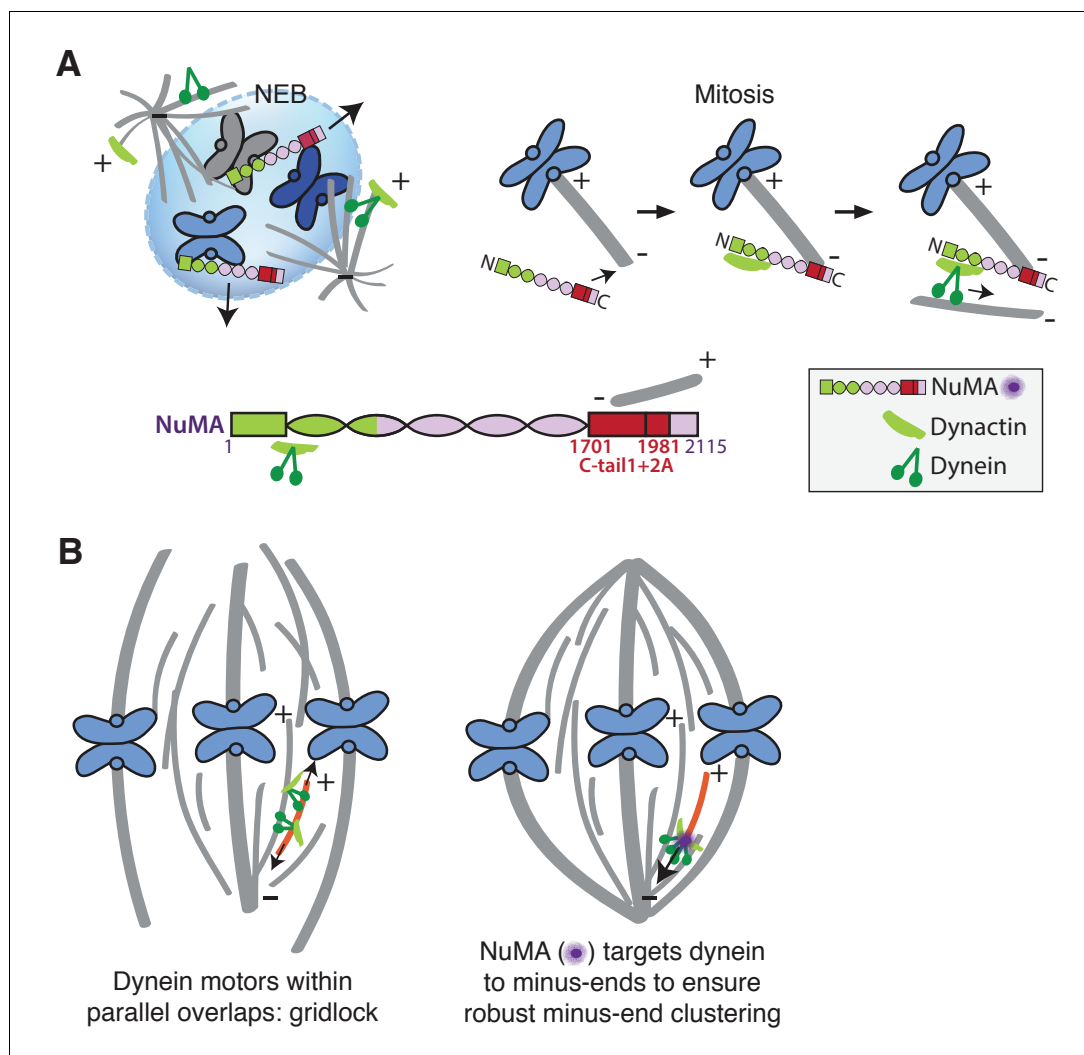 A
NEB
Mitosis
+
+
+
-
N
C
+
-
N
C
+
-
N
C
-
NuMA
1
-
+
1701
1981
2115
C-tail1+2A
NuMA
Dynactin
Dynein
B
+
+
-
+
+
-
Dynein motors within
parallel overlaps: gridlock
NuMA ( ) targets dynein
to minus-ends to ensure
robust minus-end clustering